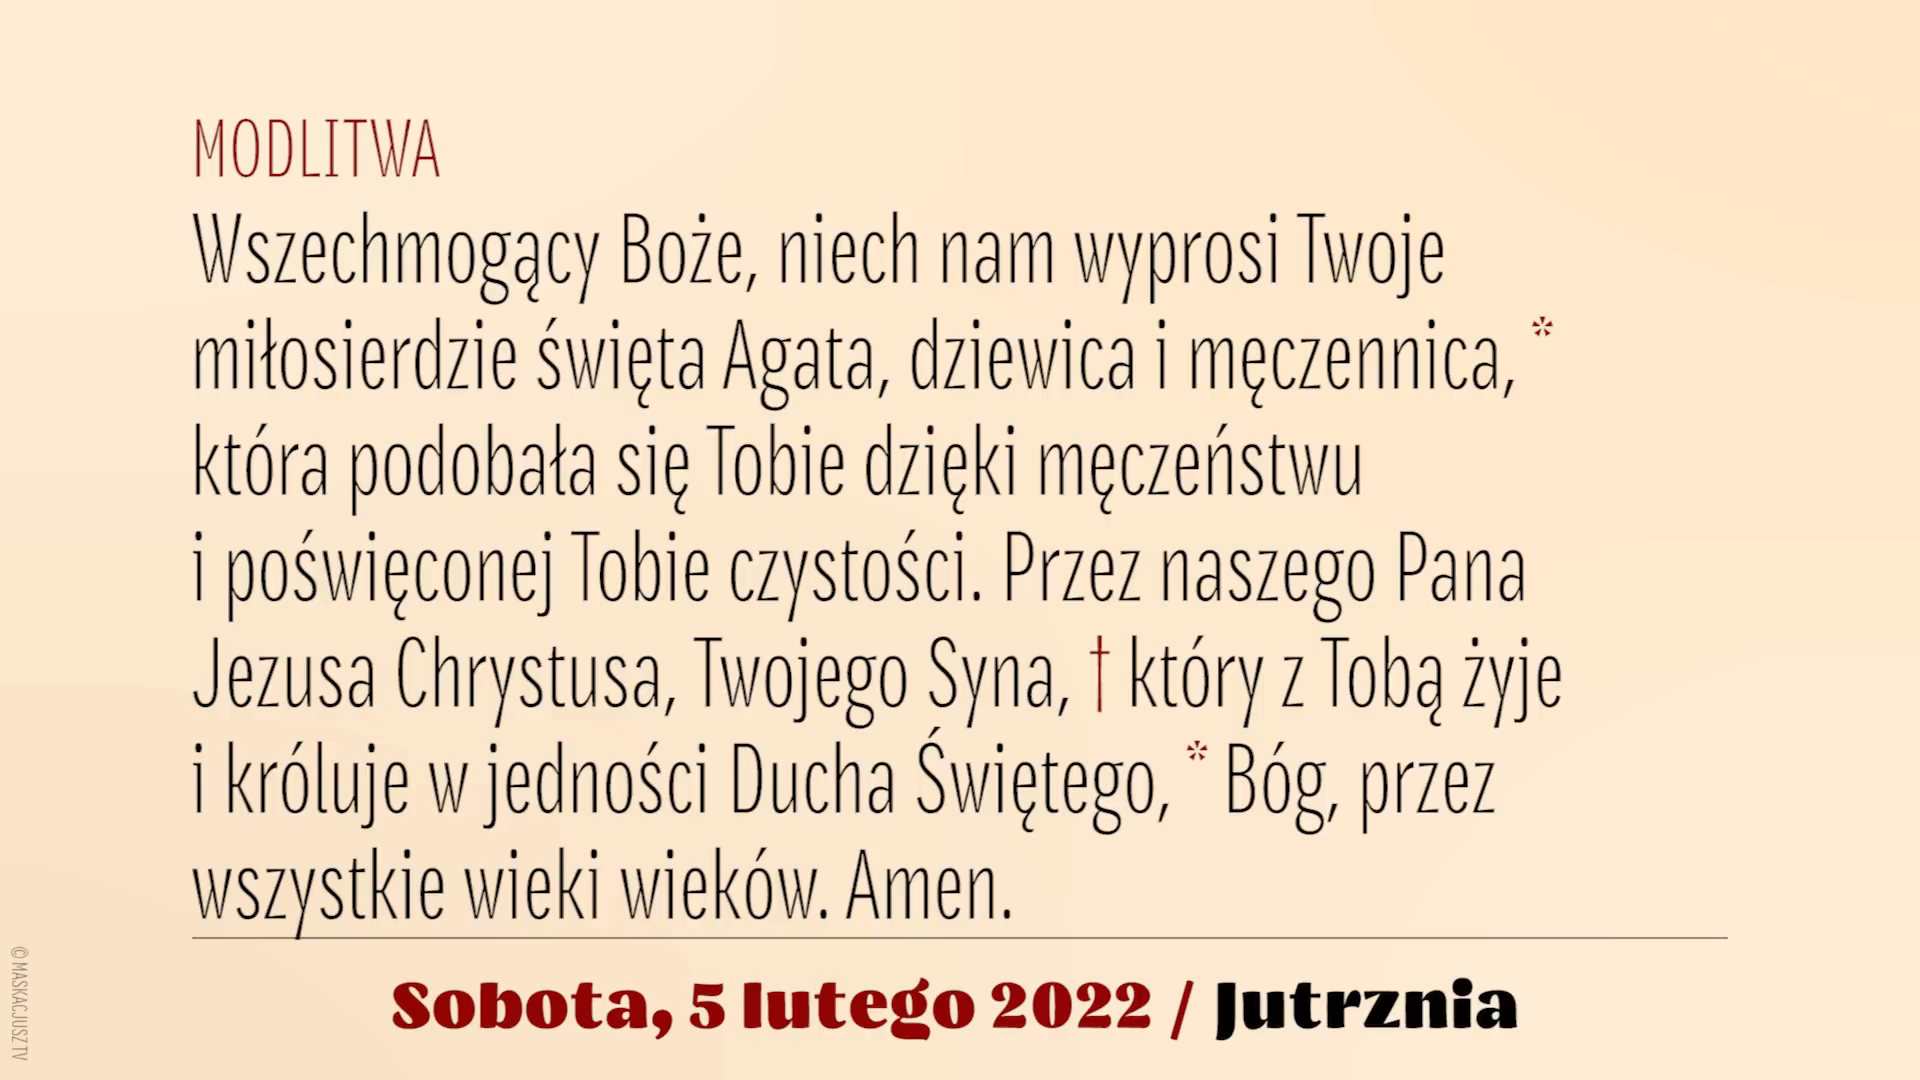 MODLITWA
Wszechmogący Boże, niech nam wyprosi Twoje
miłosierdzie święta Agata, dziewica i męczennica, *
która podobała się Tobie dzięki męczeństwu
i poświęconej Tobie czystości. Przez naszego Pana
Jezusa Chrystusa, Twojego Syna, † który z Tobą żyje
i króluje w jedności Ducha Świętego, * Bóg, przez
wszystkie wieki wieków. Amen.
Sobota, 5 lutego 2022 / Jutrznia
© MASKACJUSZ TV